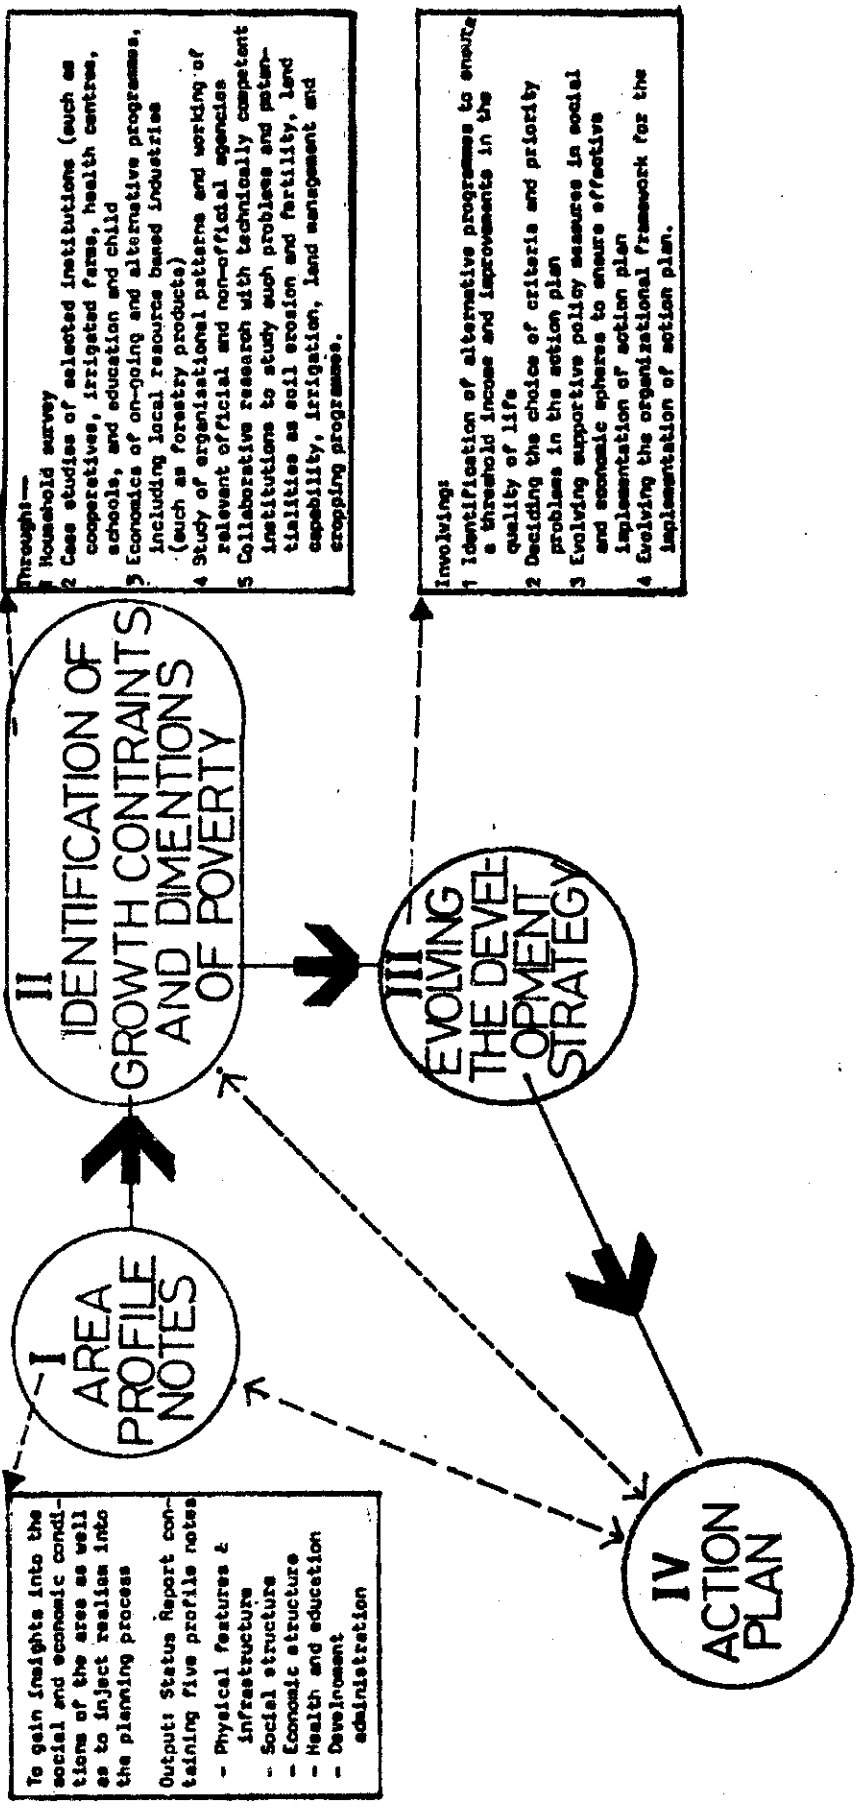 To gain insights into the
social and economic condi-
tions of the area as well
as to inject realism into
the planning process
Output: Status Report con-
taining five profile notes
- Physical features &
infrastructure
- Social structure
- Economic structure
- Health and education
- Develnoment
administration
I
AREA
PROFILE
NOTES
II
IDENTIFICATION OF
GROWTH CONTRAINTS
AND DIMENTIONS
OF POVERTY
Through:—
1 Household survey
2 Case studies of selected institutions (such as
cooperatives, irrigated farms, health centres,
schools, and education and child
3 Economics of on-going and alternative programmes,
including local resource based industries
(such as forestry products)
4 Study of organisational patterns and working of
relevant official and non-official agencies
5 Collaborative research with technically competent
institutions to study such problems and poten-
tialities as soil erosion and fertility, land
capability, irrigation, land management and
cropping programmes.
III
EVOLVING
THE DEVEL-
OPMENT
STRATEGY
Involving:
1 Identification of alternative programmes to ensure
a threshold income and improvements in the
quality of life
2 Deciding the choice of criteria and priority
problems in the action plan
3 Evolving supportive policy measures in social
and economic spheres to ensure effective
implementation of action plan
4 Evolving the organizational framework for the
implementation of action plan.
IV
ACTION
PLAN